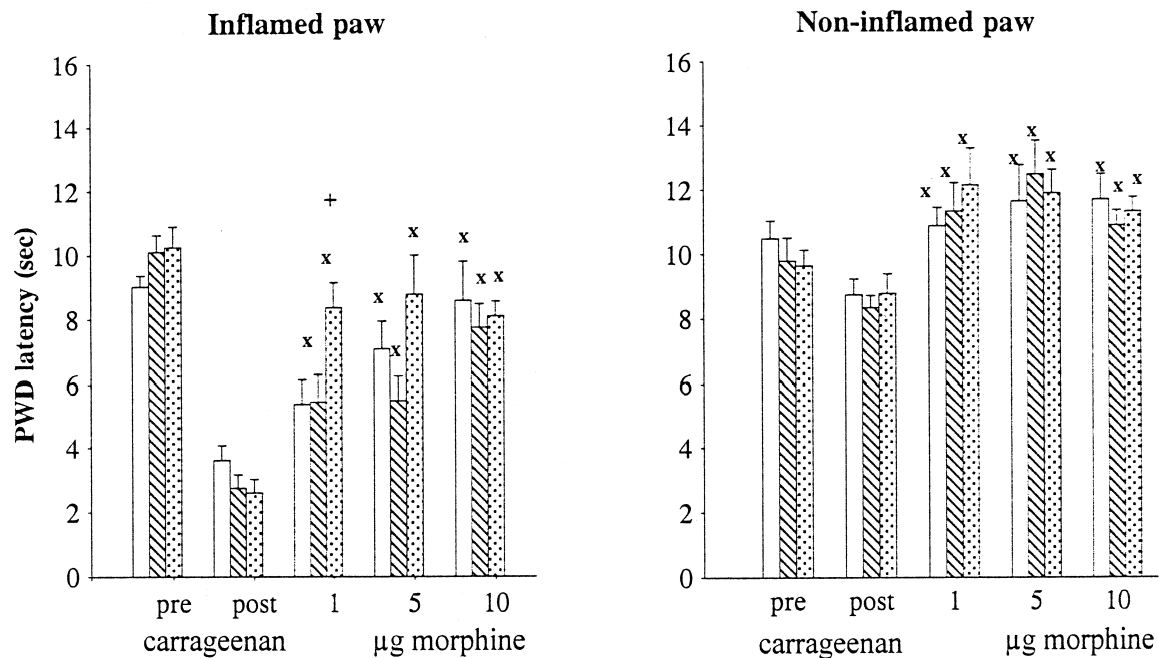 Inflamed paw
PWD latency (sec)
16
14
12
10
8
6
4
2
0
+
x
x
x
x
x
x
x
x
pre post 1 5 10
carrageenan µg morphine
Non-inflamed paw
16
14
12
10
8
6
4
2
0
x
x
x
x
x
x
x
x
x
pre post 1 5 10
carrageenan µg morphine